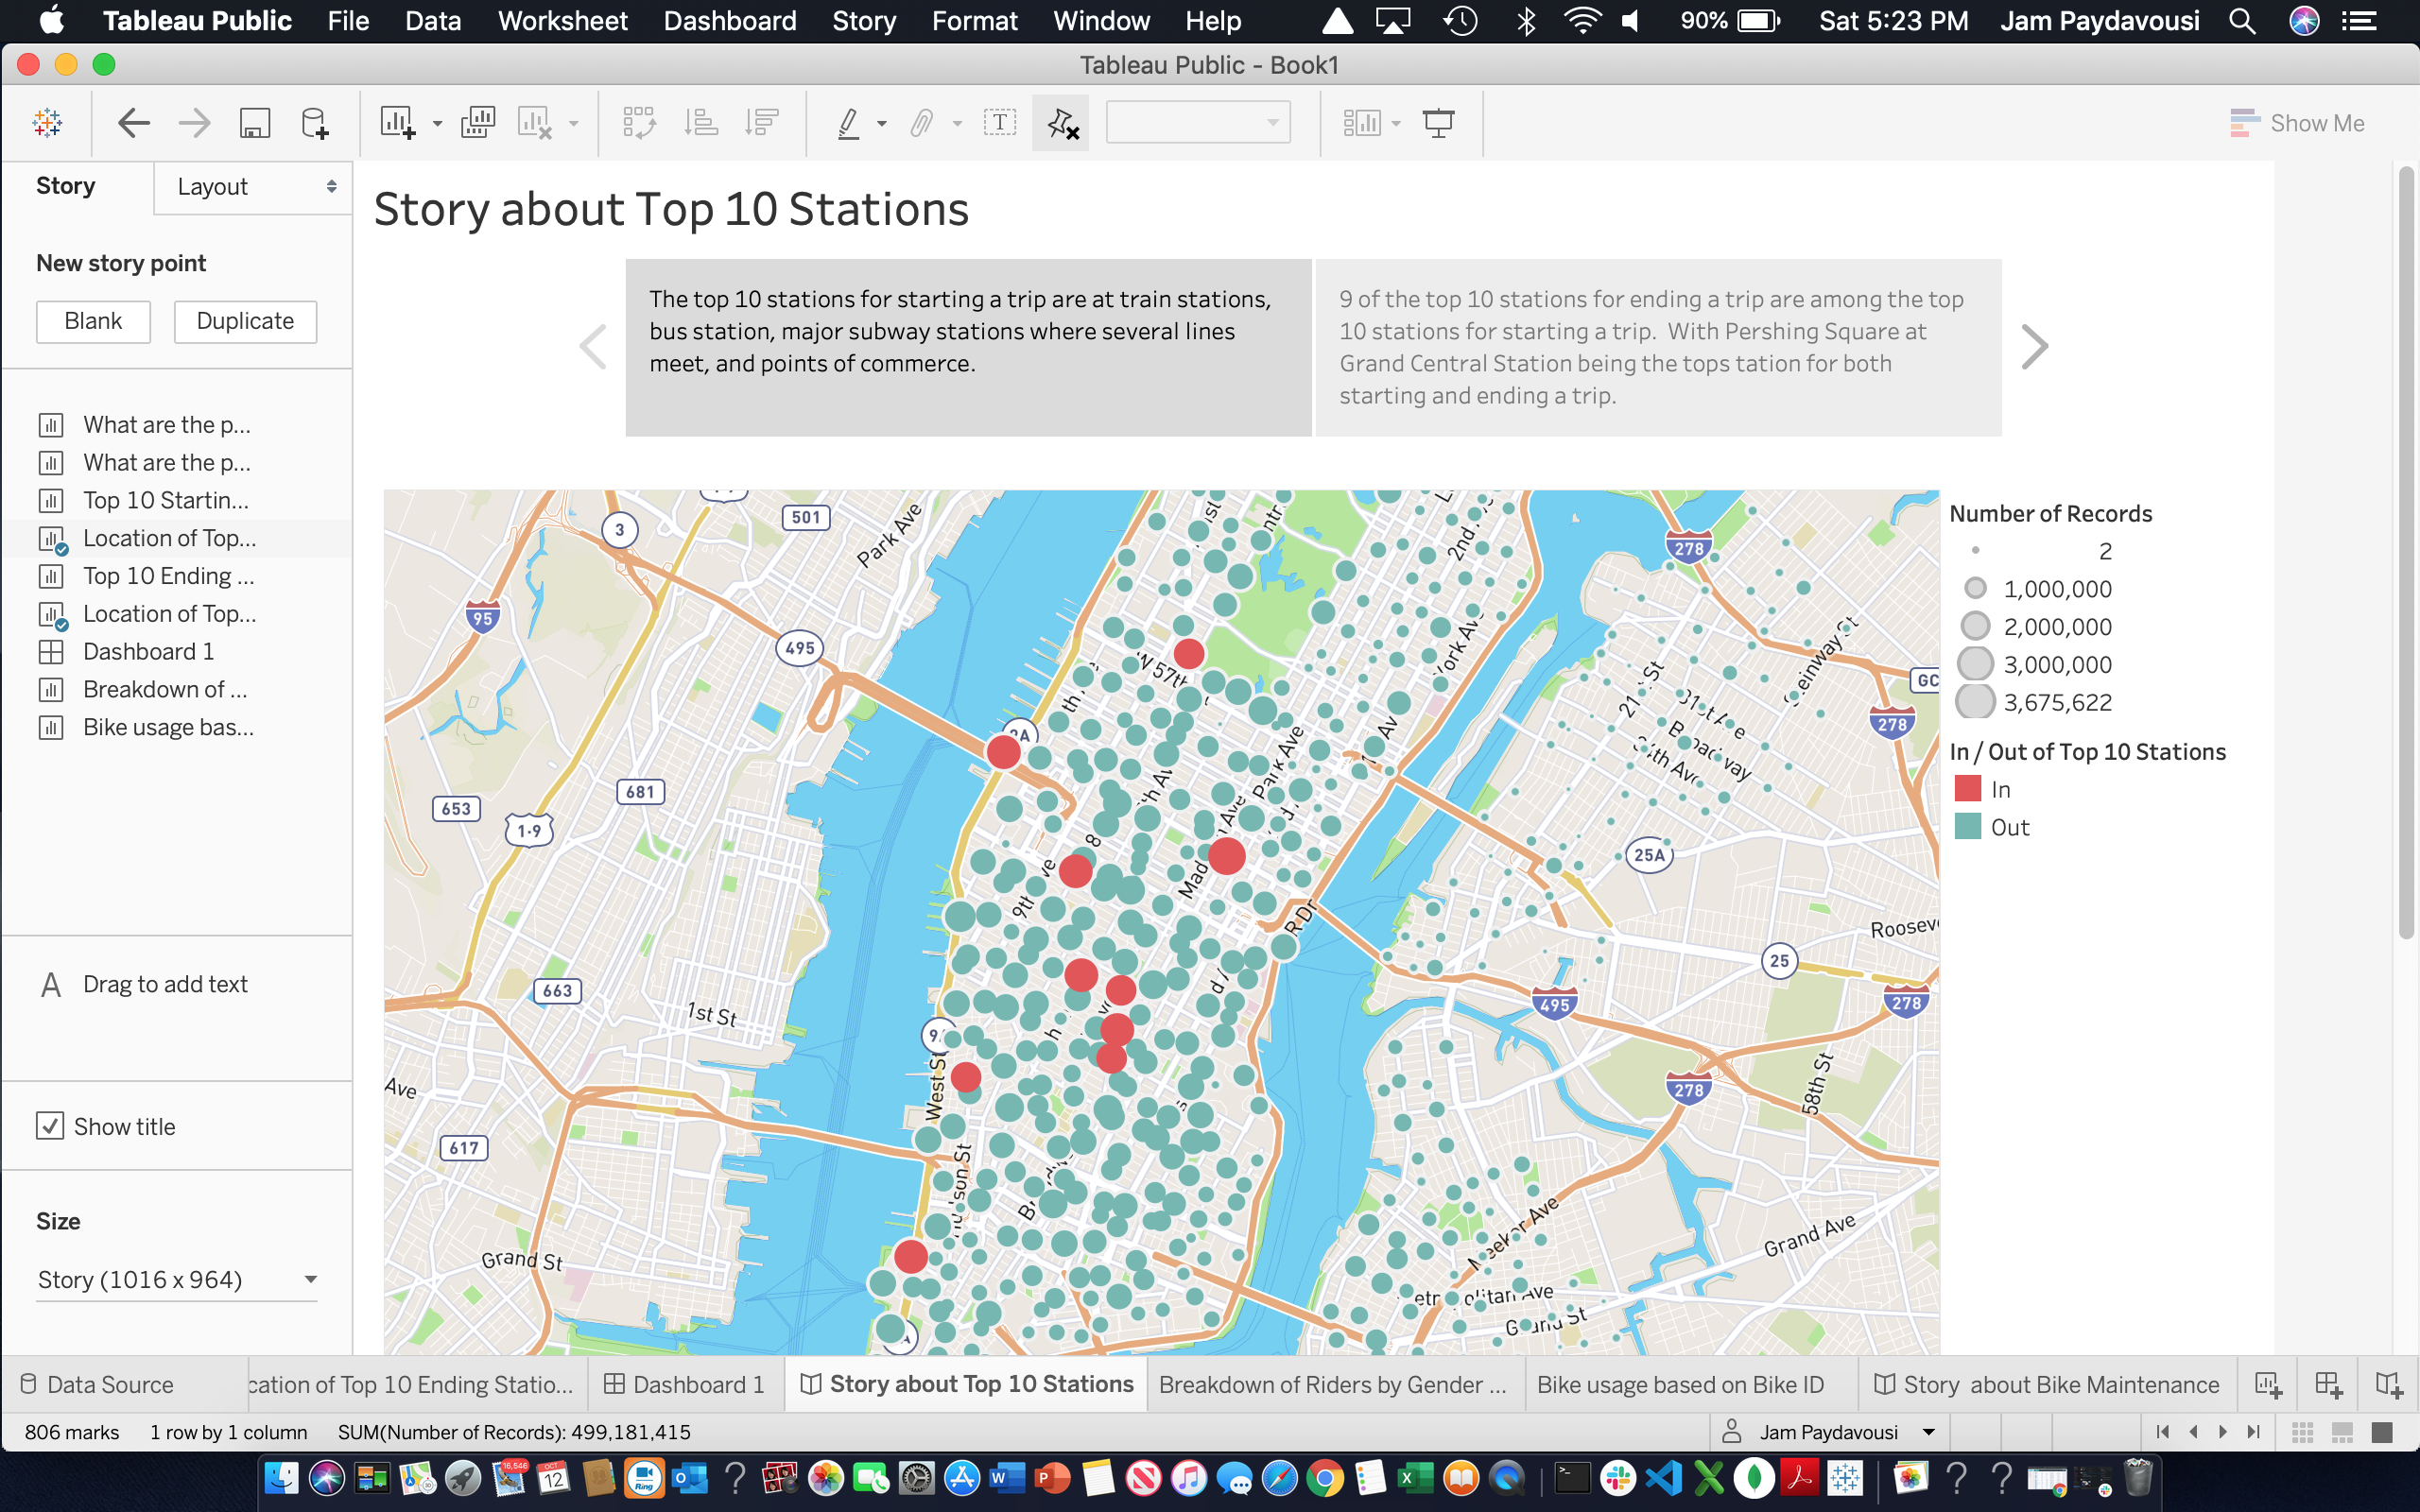 Tableau Public File Data Worksheet Dashboard Story Format Window Help 90% Sat 5:23 PM Jam Paydavousi
Tableau Public - Book1
Show Me
Story Layout
New story point
Blank Duplicate
What are the p...
What are the p...
Top 10 Startin...
Location of Top...
Top 10 Ending ...
Location of Top...
Dashboard 1
Breakdown of ...
Bike usage bas...
A Drag to add text
Show title
Size
Story (1016 x 964)
Story about Top 10 Stations
The top 10 stations for starting a trip are at train stations,
bus station, major subway stations where several lines
meet, and points of commerce.
9 of the top 10 stations for ending a trip are among the top
10 stations for starting a trip. With Pershing Square at
Grand Central Station being the tops tation for both
starting and ending a trip.
3
501
Park Ave
95
495
278
W 57th
2nd
21 St
31st Ave
Broadway
34th Ave
GC
278
Park Ave
681
653
1-9
8
25A
9th
Mad
R Dr
Roosev
25
663
1st St
495
278
9
West St
278
58th St
Ave
617
Grand St
Meeker Ave
Grand Ave
Grand St
Number of Records
2
1,000,000
2,000,000
3,000,000
3,675,622
In / Out of Top 10 Stations
In
Out
Data Source cation of Top 10 Ending Statio... Dashboard 1 Story about Top 10 Stations Breakdown of Riders by Gender ... Bike usage based on Bike ID Story about Bike Maintenance
806 marks 1 row by 1 column SUM(Number of Records): 499,181,415 Jam Paydavousi
16,546 OCT 12 Ring